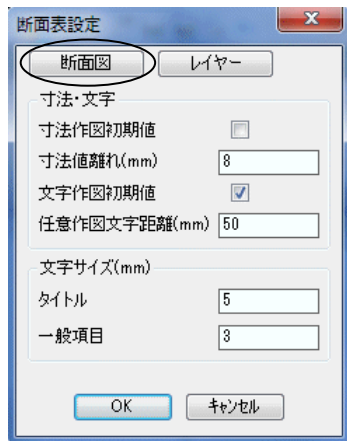 断面表設定
断面図 レイヤー
寸法・文字
寸法作図初期値
寸法値離れ(mm) 8
文字作図初期値
任意作図文字距離(mm) 50
文字サイズ(mm)
タイトル 5
一般項目 3
OK キャンセル